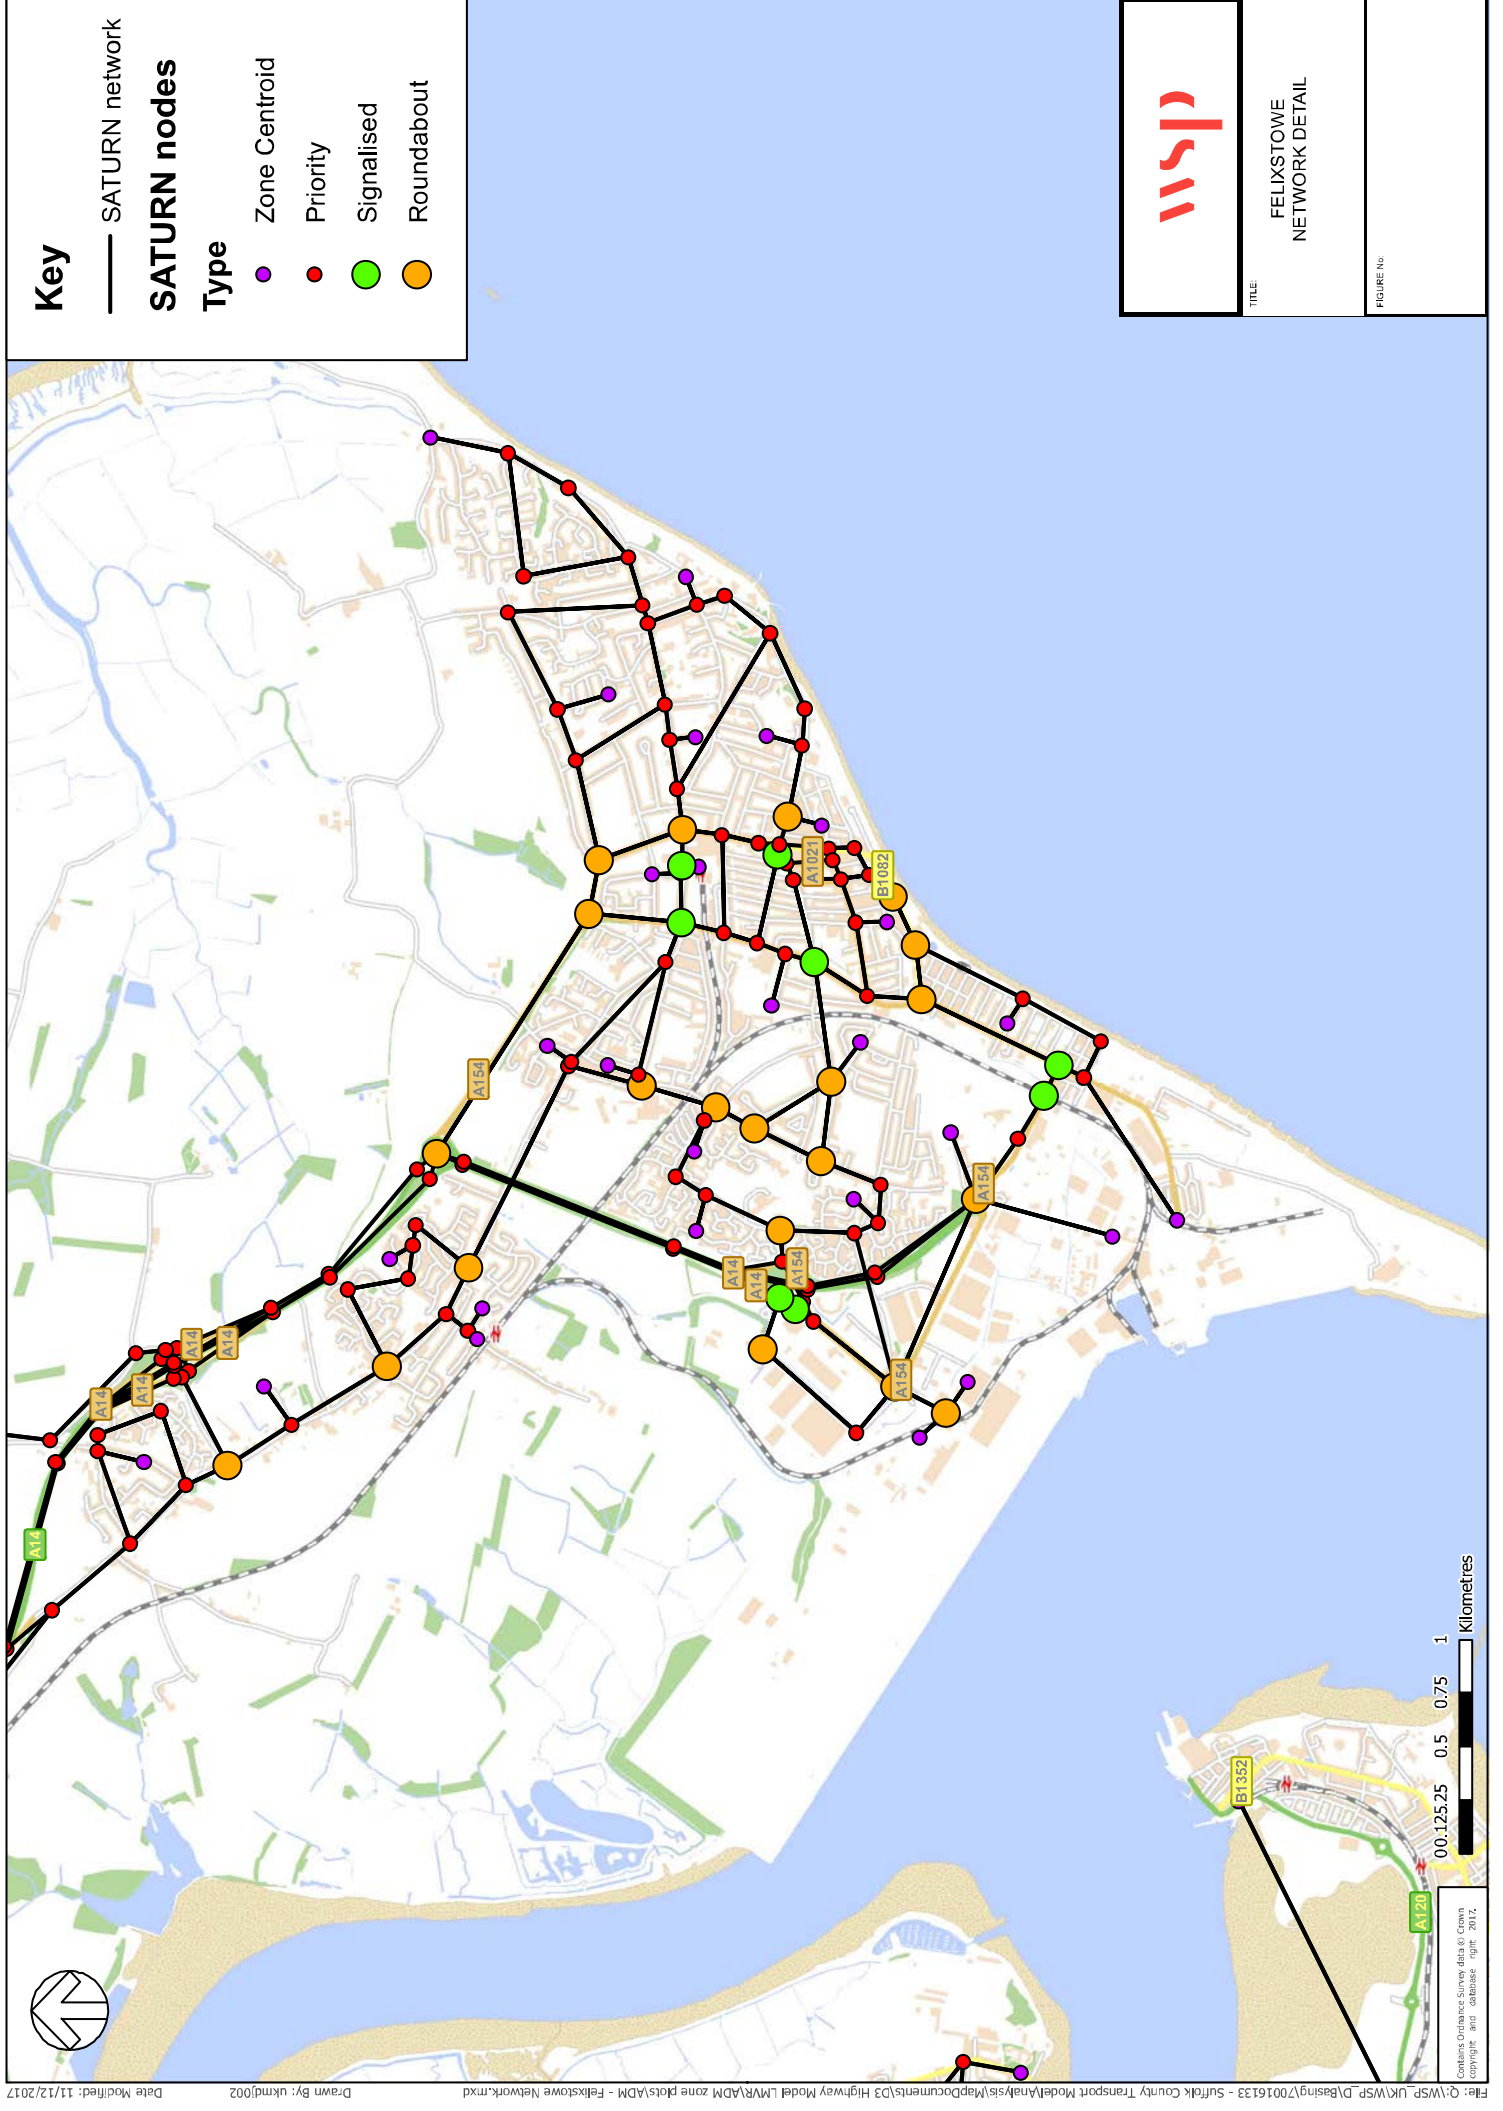 Key
SATURN network
SATURN nodes
Type
Zone Centroid
Priority
Signalised
Roundabout
wsp
TITLE:
FELIXSTOWE
NETWORK DETAIL
FIGURE No:
A14
A14
A14
A14
A14
A154
A14
A14
A154
A154
A154
A1021
B1082
B1352
A120
0 0.125.25 0.5 0.75 1
Kilometres
Contains Ordnance Survey data © Crown
copyright and database right 2017.
File: Q:\WSP_UK\WSP_D\Basing\70016133 - Suffolk County Transport Model\Analysis\MapDocuments\D3 Highway Model LMVR\ADM zone plots\ADM - Felixstowe Network.mxd
Drawn By: ukmdj002
Date Modified: 11/12/2017